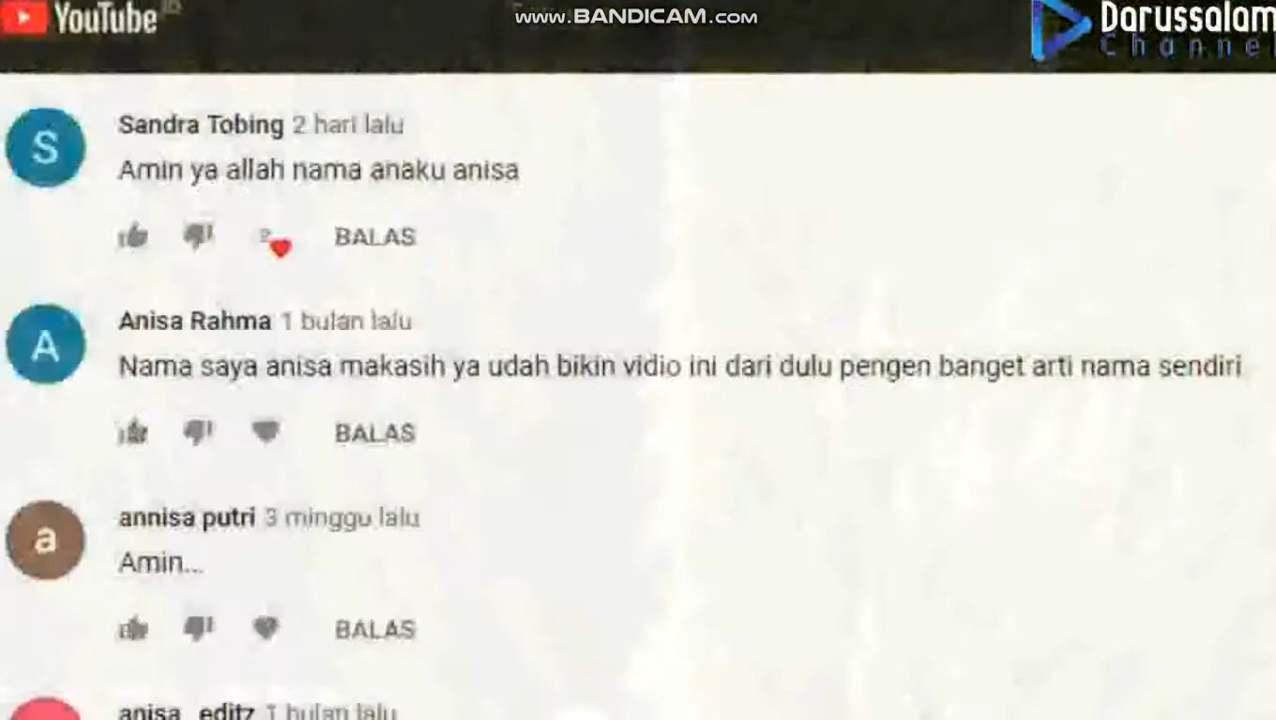 YouTube
www.BANDICAM.com
Darussalam
Channel
Sandra Tobing 2 hari lalu
Amin ya allah nama anaku anisa
BALAS
Anisa Rahma 1 bulan lalu
Nama saya anisa makasih ya udah bikin vidio ini dari dulu pengen banget arti nama sendiri
BALAS
annisa putri 3 minggu lalu
Amin...
BALAS
anisa_editz 1 bulan lalu